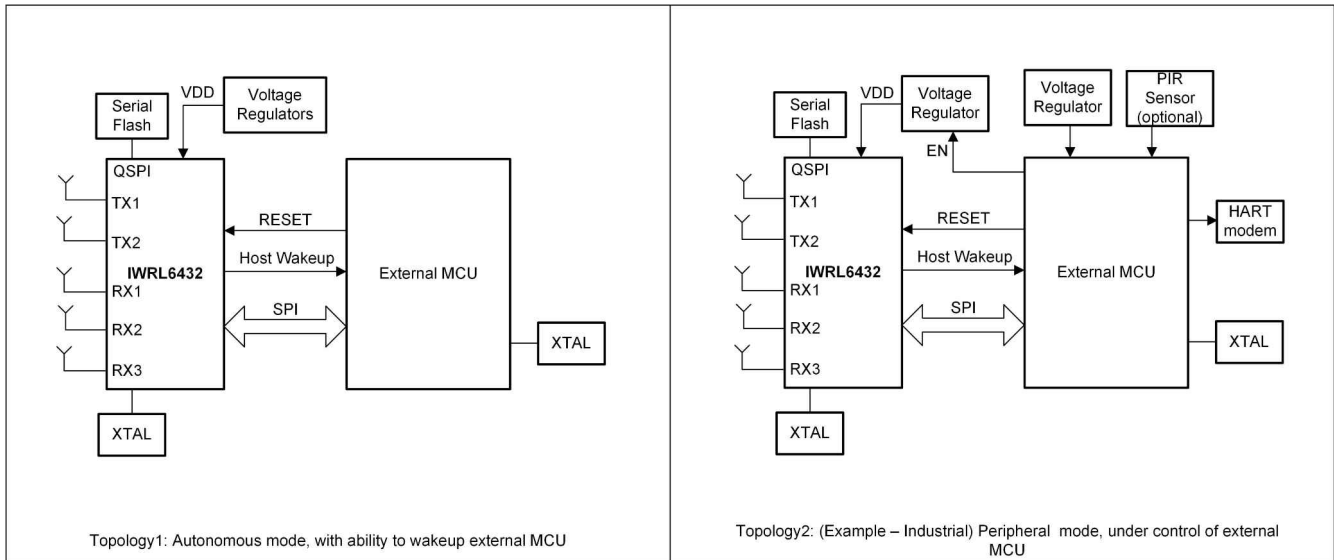 Serial
Flash
VDD
Voltage
Regulators
QSPI
TX1
TX2
IWRL6432
RX1
RX2
RX3
RESET
Host Wakeup
SPI
External MCU
XTAL
XTAL
Topology1: Autonomous mode, with ability to wakeup external MCU
Serial
Flash
VDD
Voltage
Regulator
EN
Voltage
Regulator
PIR
Sensor
(optional)
QSPI
TX1
TX2
IWRL6432
RX1
RX2
RX3
RESET
Host Wakeup
SPI
External MCU
HART
modem
XTAL
XTAL
Topology2: (Example – Industrial) Peripheral mode, under control of external
MCU